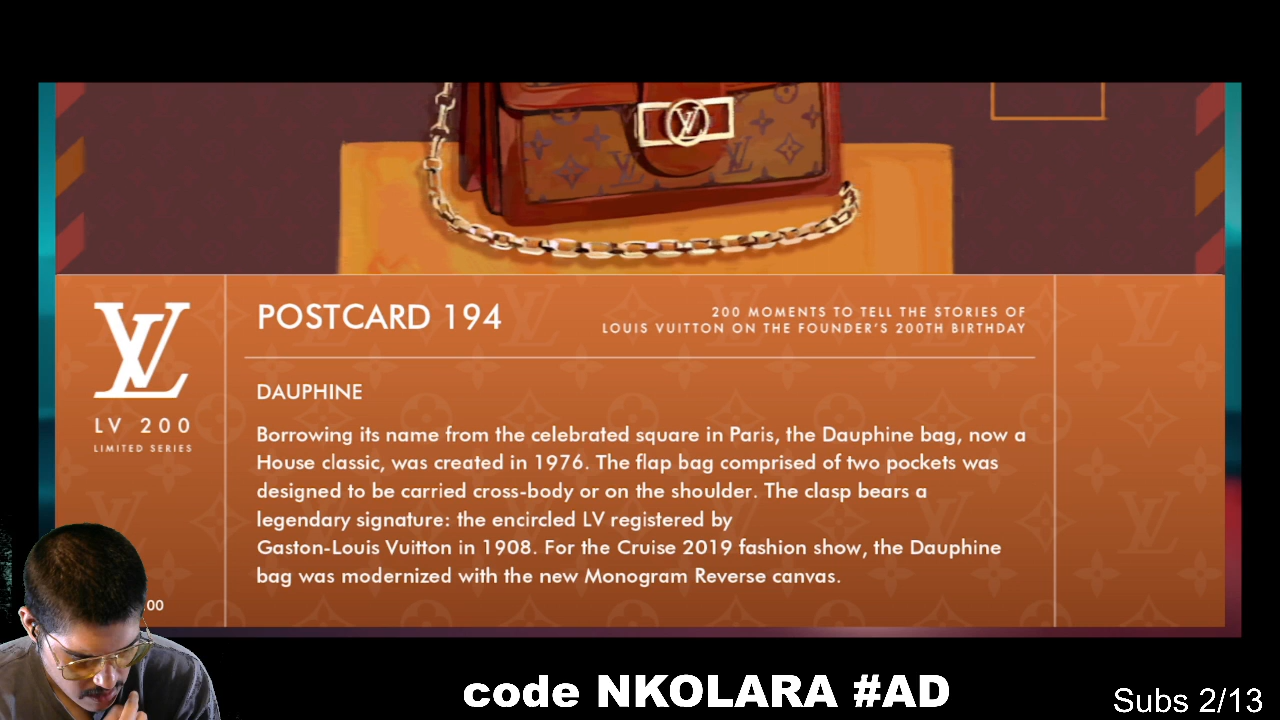 POSTCARD 194
200 MOMENTS TO TELL THE STORIES OF
LOUIS VUITTON ON THE FOUNDER'S 200TH BIRTHDAY
LV
LV 200
LIMITED SERIES
DAUPHINE
Borrowing its name from the celebrated square in Paris, the Dauphine bag, now a
House classic, was created in 1976. The flap bag comprised of two pockets was
designed to be carried cross-body or on the shoulder. The clasp bears a
legendary signature: the encircled LV registered by
Gaston-Louis Vuitton in 1908. For the Cruise 2019 fashion show, the Dauphine
bag was modernized with the new Monogram Reverse canvas.
:00
code NKOLARA #AD
Subs 2/13